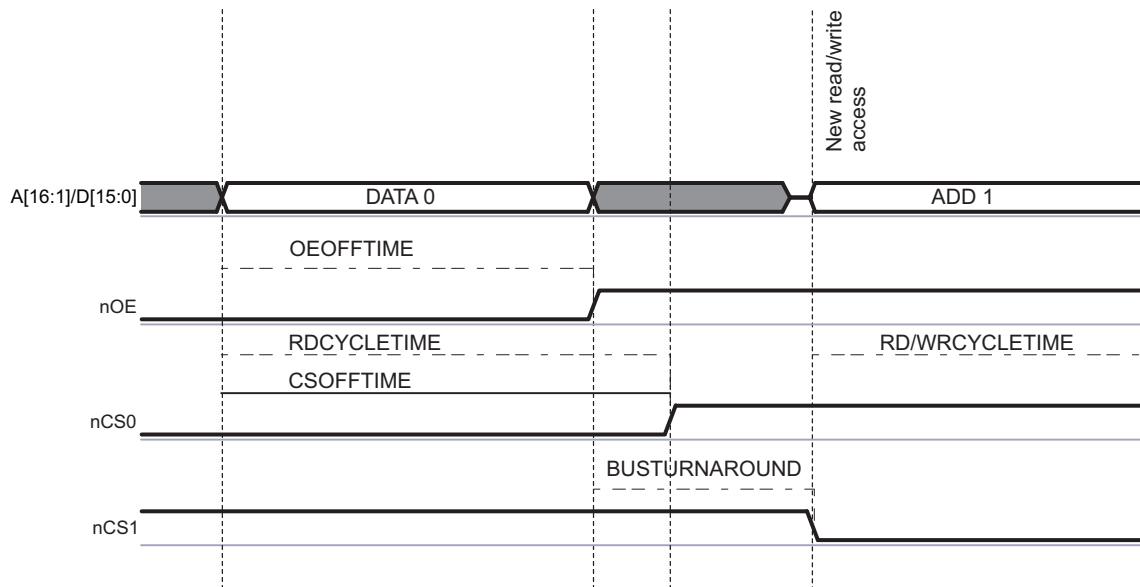 New read/write
access
A[16:1]/D[15:0]
DATA 0
ADD 1
OEOFFTIME
nOE
RDCYCLETIME
RD/WRCYCLETIME
CSOFFTIME
nCS0
BUSTURNAROUND
nCS1